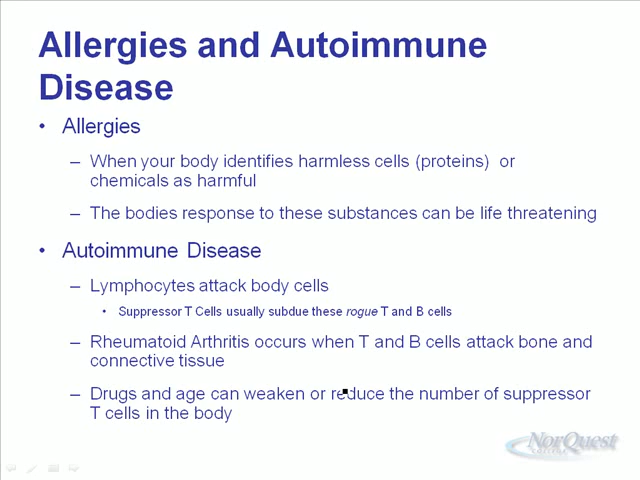 Allergies and Autoimmune
Disease
• Allergies
– When your body identifies harmless cells (proteins) or
chemicals as harmful
– The bodies response to these substances can be life threatening
• Autoimmune Disease
– Lymphocytes attack body cells
• Suppressor T Cells usually subdue these rogue T and B cells
– Rheumatoid Arthritis occurs when T and B cells attack bone and
connective tissue
– Drugs and age can weaken or reduce the number of suppressor
T cells in the body
NorQuest